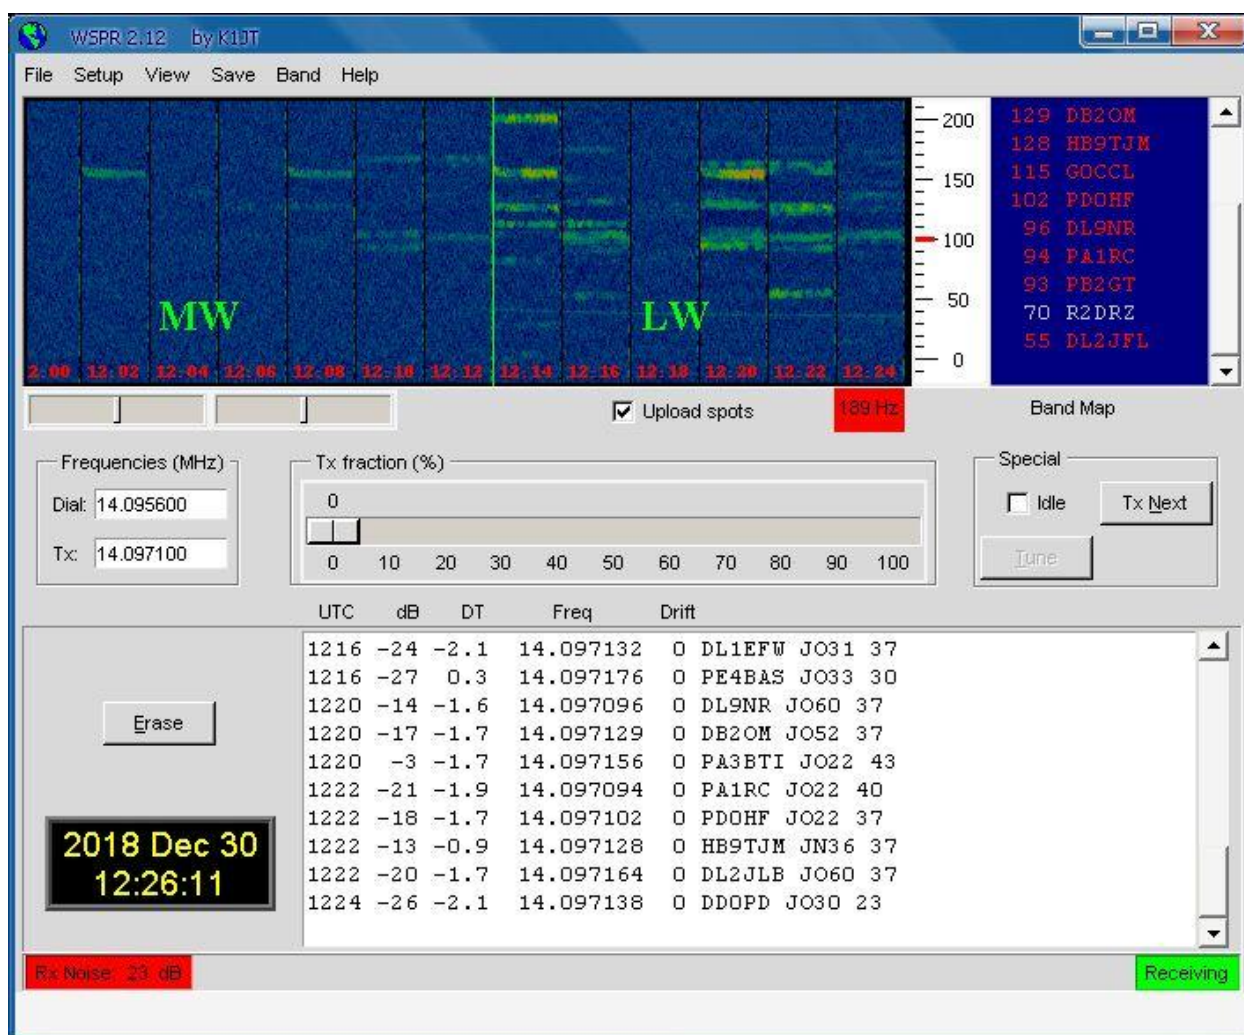 WSPR 2.12 by K1JT
File Setup View Save Band Help
200
150
100
50
0
MW
LW
2:00 12:02 12:04 12:06 12:08 12:10 12:12 12:14 12:16 12:18 12:20 12:22 12:24
129 DB2OM
128 HB9TJM
115 G0CCL
102 PD0HF
96 DL9NR
94 PA1RC
93 PB2GT
70 R2DRZ
55 DL2JFL
Upload spots
139 Hz
Band Map
Frequencies (MHz)
Dial: 14.095600
Tx: 14.097100
Tx fraction (%)
0
0 10 20 30 40 50 60 70 80 90 100
Special
Idle
Tx Next
Tune
UTC dB DT Freq Drift
1216 -24 -2.1 14.097132 0 DL1EFW JO31 37
1216 -27 0.3 14.097176 0 PE4BAS JO33 30
1220 -14 -1.6 14.097096 0 DL9NR JO60 37
1220 -17 -1.7 14.097129 0 DB2OM JO52 37
1220 -3 -1.7 14.097156 0 PA3BTI JO22 43
1222 -21 -1.9 14.097094 0 PA1RC JO22 40
1222 -18 -1.7 14.097102 0 PD0HF JO22 37
1222 -13 -0.9 14.097128 0 HB9TJM JN36 37
1222 -20 -1.7 14.097164 0 DL2JLB JO60 37
1224 -26 -2.1 14.097138 0 DD0PD JO30 23
Erase
2018 Dec 30
12:26:11
Rx Noise: 23 dB
Receiving